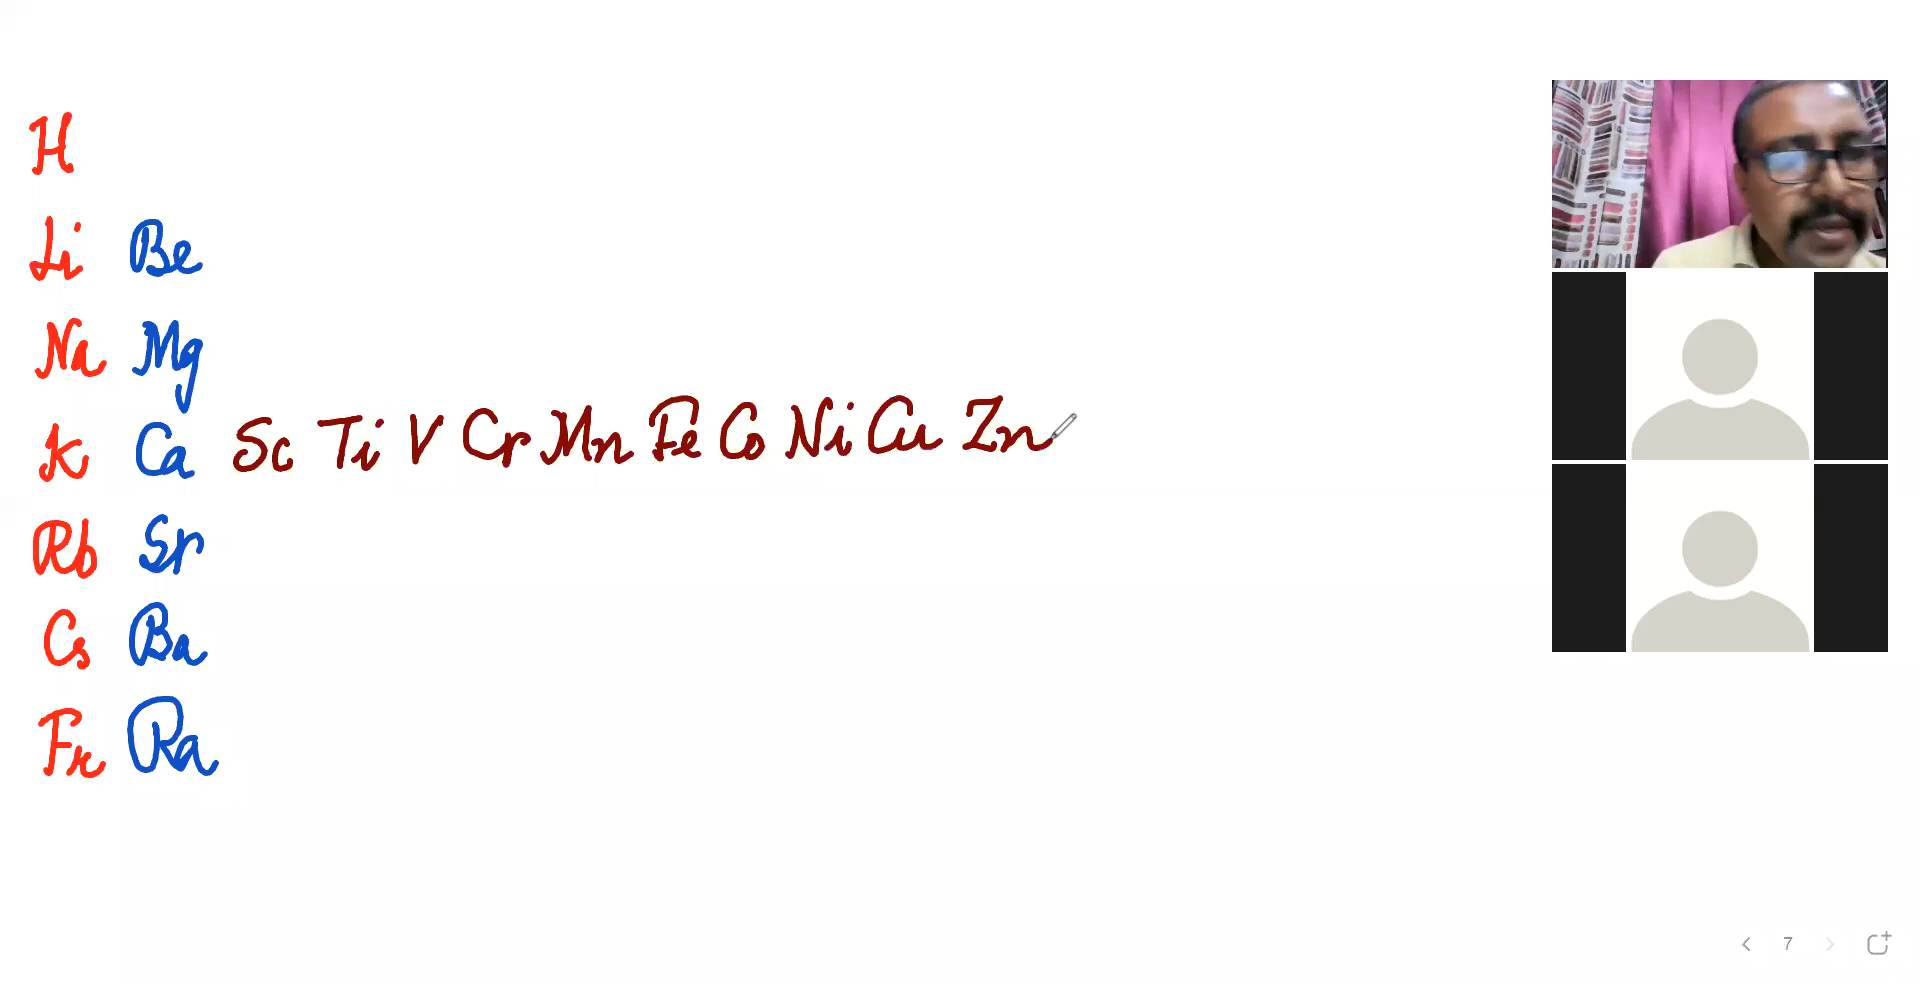 H
Li Be
Na Mg
K Ca Sc Ti V Cr Mn Fe Co Ni Cu Zn
Rb Sr
Cs Ba
Fr Ra
7